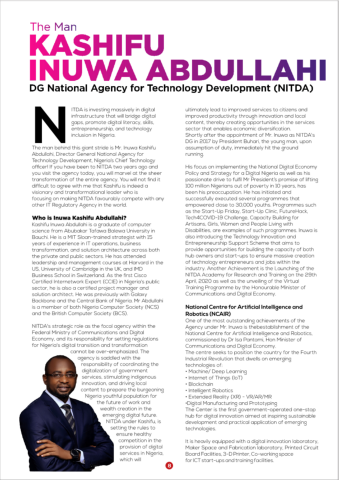 The Man
KASHIFU
INUWA ABDULLAHI
DG National Agency for Technology Development (NITDA)
NITDA is investing massively in digital
infrastructure that will bridge digital
gaps, promote digital literacy, skills,
entrepreneurship, and technology
inclusion in Nigeria.
The man behind this giant stride is Mr. Inuwa Kashifu
Abdullahi, Director General National Agency for
Technology Development, Nigeria's Chief Technology
officer! If you have been to NITDA two years ago and
you visit the agency today, you will marvel at the sheer
transformation of the entire agency. You will not find it
difficult to agree with me that Kashifu is indeed a
visionary and transformational leader who is
focusing on making NITDA favourably compete with any
other IT Regulatory Agency in the world.
Who is Inuwa Kashifu Abdullahi?
Kashifu Inuwa Abdullahi is a graduate of computer
science from Abubakar Tafawa Balewa University in
Bauchi. He is a MIT Sloan-trained strategist with 15
years of experience in IT operations, business
transformation, and solution architecture across both
the private and public sectors. He has attended
leadership and management courses at Harvard in the
US, University of Cambridge in the UK, and IMD
Business School in Switzerland. As the first Cisco
Certified Internetwork Expert (CCIE) in Nigeria's public
sector, he is also a certified project manager and
solution architect. He was previously with Galaxy
Backbone and the Central Bank of Nigeria. Mr Abdullahi
is a member of both Nigeria Computer Society (NCS)
and the British Computer Society (BCS).
NITDA's strategic role as the focal agency within the
Federal Ministry of Communications and Digital
Economy, and its responsibility for setting regulations
for Nigeria's digital transition and transformation
cannot be over-emphasized. The
agency is saddled with the
responsibility of coordinating the
digitalization of government
services, stimulating indigenous
innovation, and driving local
content to prepare the burgeoning
Nigeria youthful population for
the future of work and
wealth creation in the
emerging digital future.
NITDA under Kashifu, is
setting the rules to
ensure healthy
competition in the
provision of digital
services in Nigeria,
which will
ultimately lead to improved services to citizens and
improved productivity through innovation and local
content, thereby creating opportunities in the services
sector that enables economic diversification.
Shortly after the appointment of Mr. Inuwa as NITDA's
DG in 2017 by President Buhari, the young man, upon
assumption of duty, immediately hit the ground
running.
His focus on implementing the National Digital Economy
Policy and Strategy for a Digital Nigeria as well as his
passionate drive to fulfil Mr President's promise of lifting
100 million Nigerians out of poverty in 10 years, has
been his preoccupation. He has initiated and
successfully executed several programmes that
empowered close to 30,000 youths. Programmes such
as the Start-Up Friday, Start-Up Clinic, FutureHack,
Tech4COVID-19 Challenge, Capacity Building for
Artisans, Girls, Women and People Living with
Disabilities, are examples of such programmes. Inuwa is
also introducing the Technology Innovation and
Entrepreneurship Support Scheme that aims to
provide opportunities for building the capacity of both
hub owners and start-ups to ensure massive creation
of technology entrepreneurs and jobs within the
industry. Another Achievement is the Launching of the
NITDA Academy for Research and Training on the 29th
April, 2020 as well as the unveiling of the Virtual
Training Programme by the Honourable Minister of
Communications and Digital Economy.
National Centre for Artificial Intelligence and
Robotics (NCAIR)
One of the most outstanding achievements of the
Agency under Mr. Inuwa is the establishment of the
National Centre for Artificial Intelligence and Robotics,
commissioned by Dr Isa Pantami, Hon Minister of
Communications and Digital Economy.
The centre seeks to position the country for the Fourth
Industrial Revolution that dwells on emerging
technologies of:
• Machine/ Deep Learning
• Internet of Things (IoT)
• Blockchain
• Intelligent Robotics
• Extended Reality (XR) - VR/AR/MR
•Digital Manufacturing and Prototyping
The Center is the first government-operated one-stop
hub for digital innovation aimed at inspiring sustainable
development and practical application of emerging
technologies.
It is heavily equipped with a digital innovation laboratory,
Maker Space and Fabrication laboratory, Printed Circuit
Board Facilities, 3-D Printer. Co-working space
for ICT start-ups and training facilities.